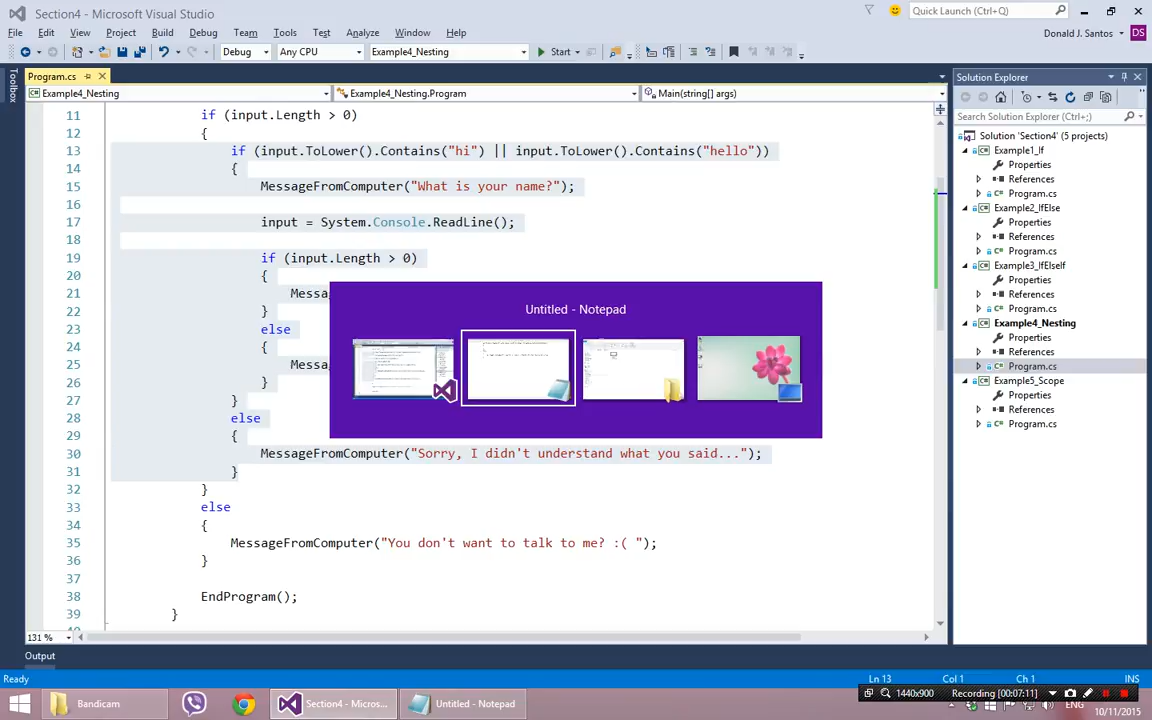 Section4 - Microsoft Visual Studio
Quick Launch (Ctrl+Q)
File Edit View Project Build Debug Team Tools Test Analyze Window Help
Donald J. Santos DS
Debug Any CPU Example4_Nesting Start
Toolbox
Program.cs
Example4_Nesting Example4_Nesting.Program Main(string[] args)
11 if (input.Length > 0)
12 {
13 if (input.ToLower().Contains("hi") || input.ToLower().Contains("hello"))
14 {
15 MessageFromComputer("What is your name?");
16
17 input = System.Console.ReadLine();
18
19 if (input.Length > 0)
20 {
21 Messa
22 }
23 else
24 {
25 Messa
26 }
27 }
28 else
29 {
30 MessageFromComputer("Sorry, I didn't understand what you said...");
31 }
32 }
33 else
34 {
35 MessageFromComputer("You don't want to talk to me? :( ");
36 }
37
38 EndProgram();
39 }
Untitled - Notepad
131 %
Output
Solution Explorer
Search Solution Explorer (Ctrl+;)
Solution 'Section4' (5 projects)
Example1_If
Properties
References
Program.cs
Example2_IfElse
Properties
References
Program.cs
Example3_IfElseIf
Properties
References
Program.cs
Example4_Nesting
Properties
References
Program.cs
Example5_Scope
Properties
References
Program.cs
Ready Ln 13 Col 1 Ch 1 INS
1440x900 Recording [00:07:11]
Bandicam Section4 - Micros... Untitled - Notepad ENG
10/11/2015